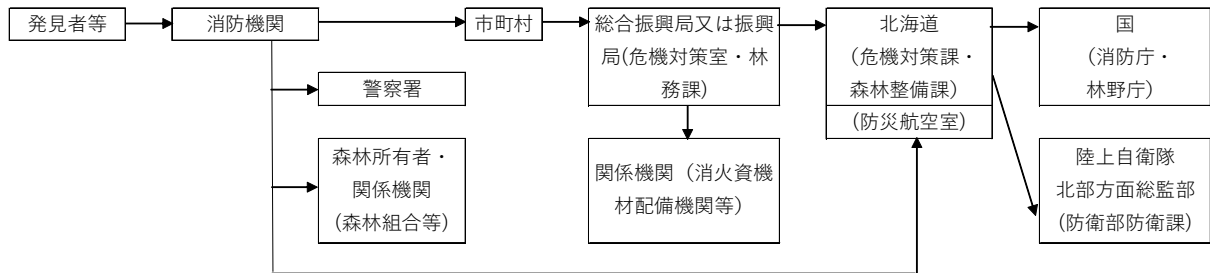 発見者等
消防機関
市町村
総合振興局又は振興
局(危機対策室・林
務課)
北海道
(危機対策課・
森林整備課)
(防災航空室)
国
(消防庁・
林野庁)
警察署
森林所有者・
関係機関
(森林組合等)
関係機関（消火資機
材配備機関等）
陸上自衛隊
北部方面総監部
(防衛部防衛課)